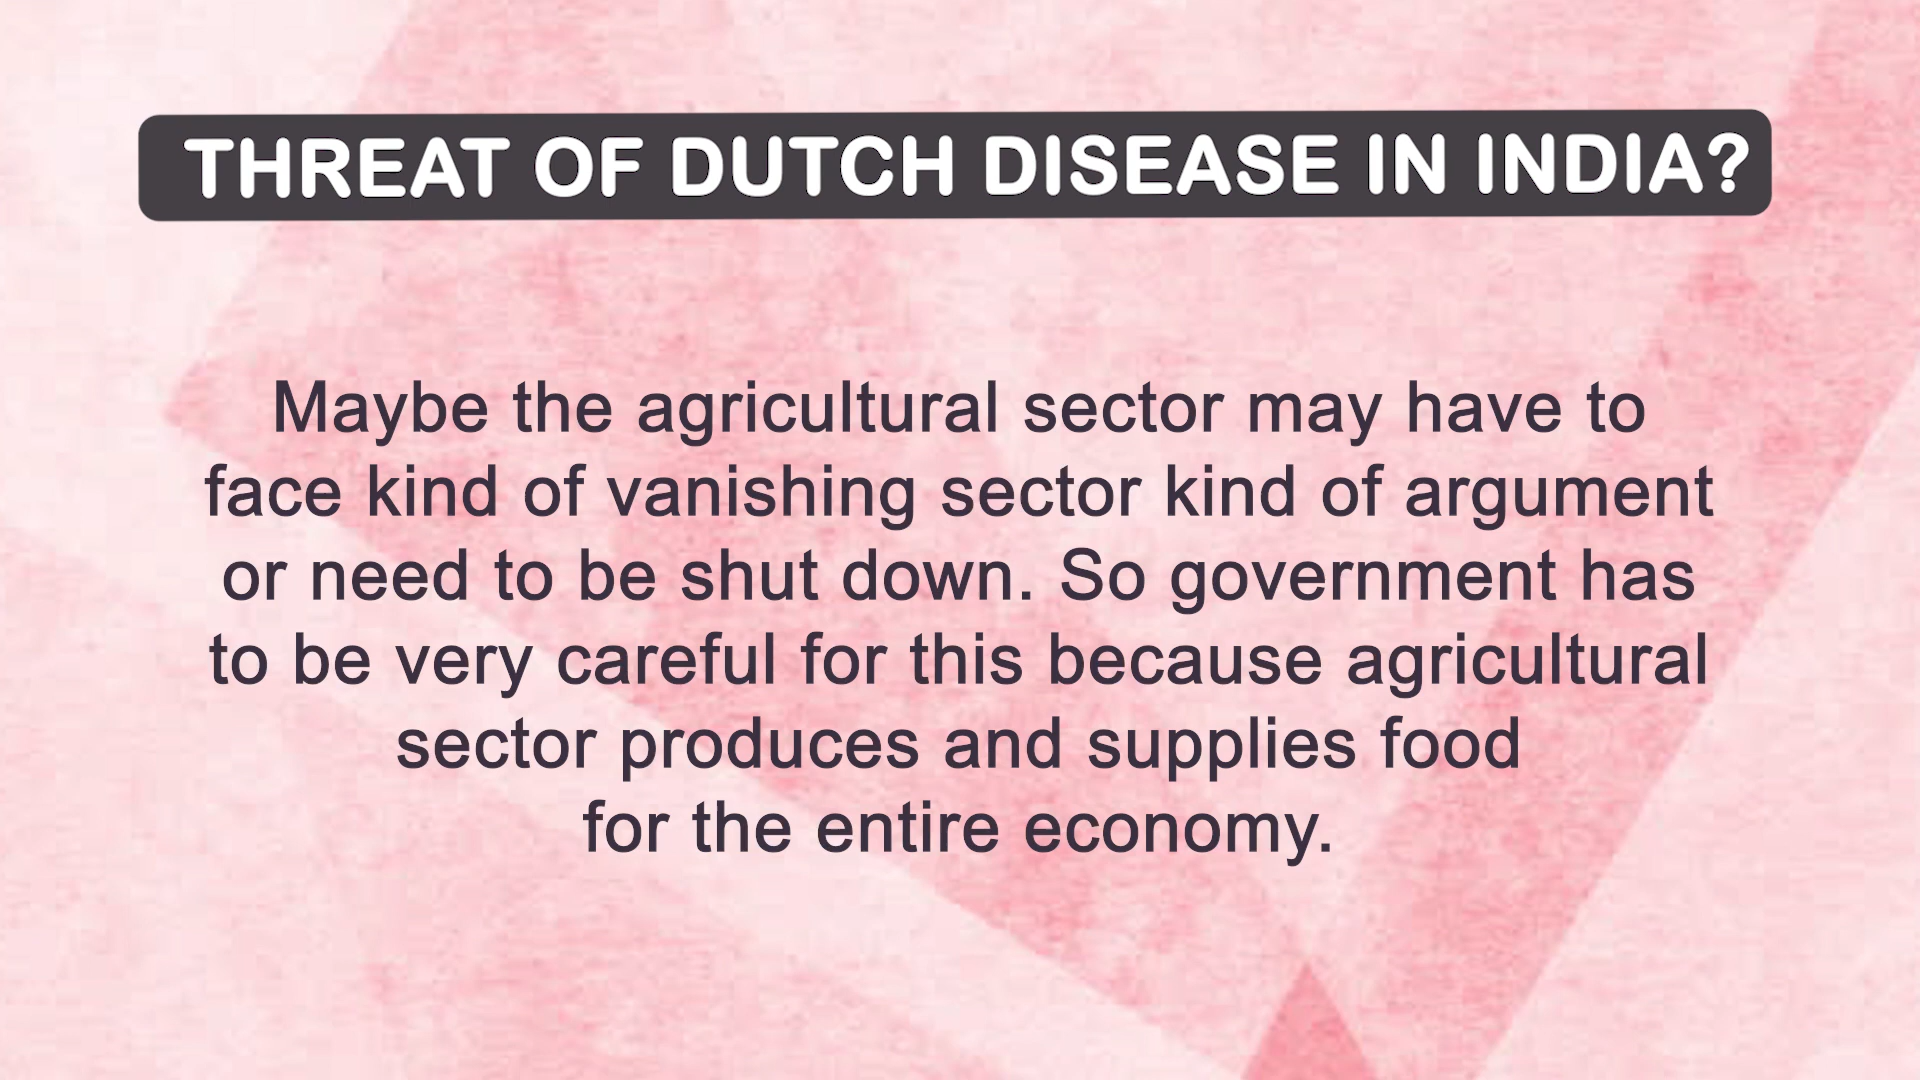 THREAT OF DUTCH DISEASE IN INDIA?
Maybe the agricultural sector may have to
face kind of vanishing sector kind of argument
or need to be shut down. So government has
to be very careful for this because agricultural
sector produces and supplies food
for the entire economy.